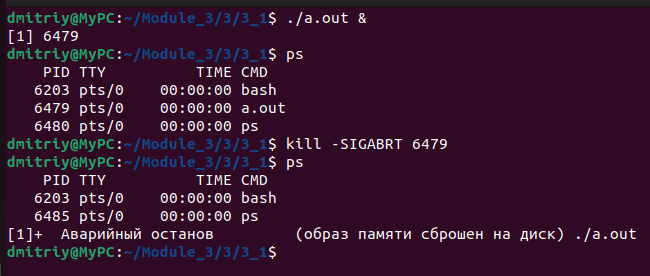 dmitriy@MyPC:~/Module_3/3/3_1$ ./a.out &
[1] 6479
dmitriy@MyPC:~/Module_3/3/3_1$ ps
    PID TTY          TIME CMD
   6203 pts/0    00:00:00 bash
   6479 pts/0    00:00:00 a.out
   6480 pts/0    00:00:00 ps
dmitriy@MyPC:~/Module_3/3/3_1$ kill -SIGABRT 6479
dmitriy@MyPC:~/Module_3/3/3_1$ ps
    PID TTY          TIME CMD
   6203 pts/0    00:00:00 bash
   6485 pts/0    00:00:00 ps
[1]+  Аварийный останов         (образ памяти сброшен на диск) ./a.out
dmitriy@MyPC:~/Module_3/3/3_1$